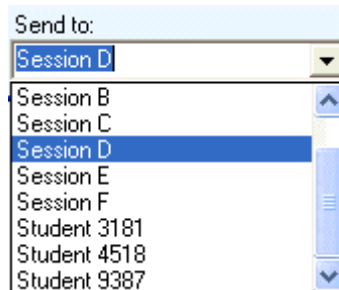 Send to:
Session D
Session B
Session C
Session D
Session E
Session F
Student 3181
Student 4518
Student 9387